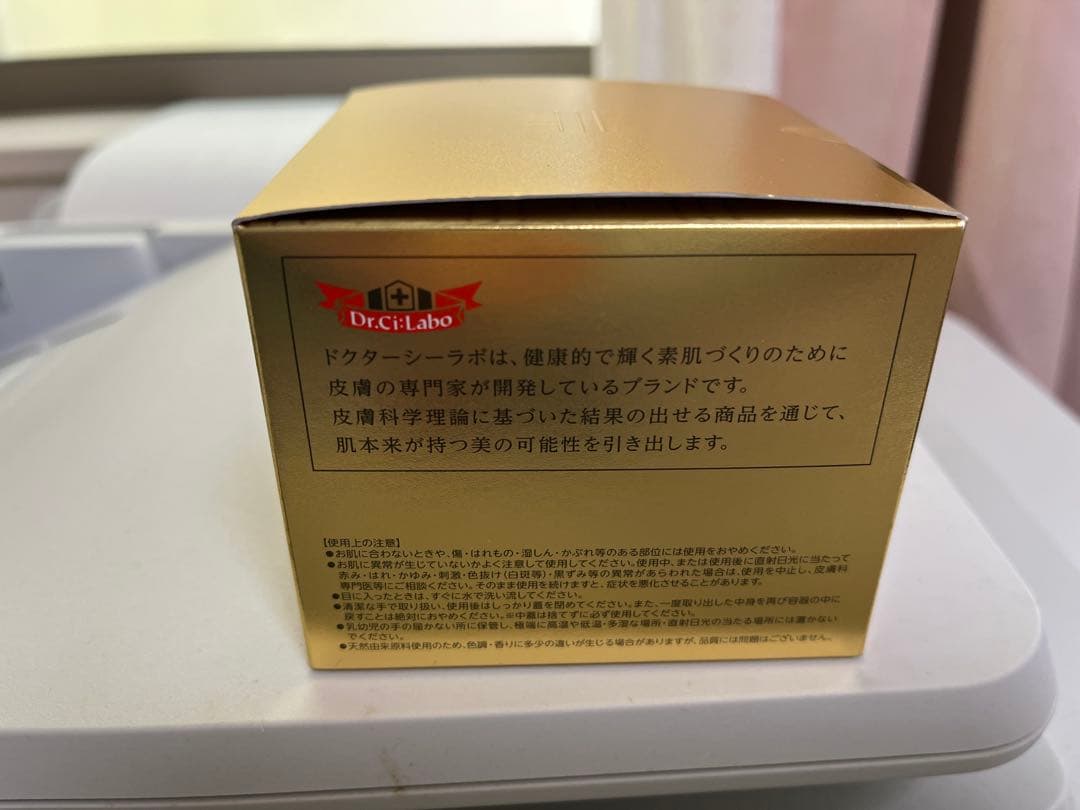 Dr.Ci:Labo
ドクターシーラボは、健康的で輝く素肌づくりのために
皮膚の専門家が開発しているブランドです。
皮膚科学理論に基づいた結果の出せる商品を通じて、
肌本来が持つ美の可能性を引き出します。
【使用上の注意】
●お肌に合わないときや、傷・はれもの・湿しん・かぶれ等のある部位には使用をおやめください。
●お肌に異常が生じていないかよく注意して使用してください。使用中、または使用後に直射日光に当たって
赤み・はれ・かゆみ・刺激・色抜け(白斑等)・黒ずみ等の異常があらわれた場合は、使用を中止し、皮膚科
専門医等にご相談ください。そのまま使用を続けますと、症状を悪化させることがあります。
●目に入ったときは、すぐに水で洗い流してください。
●清潔な手で取り扱い、使用後はしっかり蓋を閉めてください。また、一度取り出した中身を再び容器の中に
戻すことは絶対におやめください。※中蓋は捨てずに必ず使用してください。
●乳幼児の手の届かない所に保管し、極端に高温や低温・多湿な場所・直射日光の当たる場所には置かない
でください。
●天然由来原料使用のため、色調・香りに多少の違いが生じる場合がありますが、品質には問題はございません。